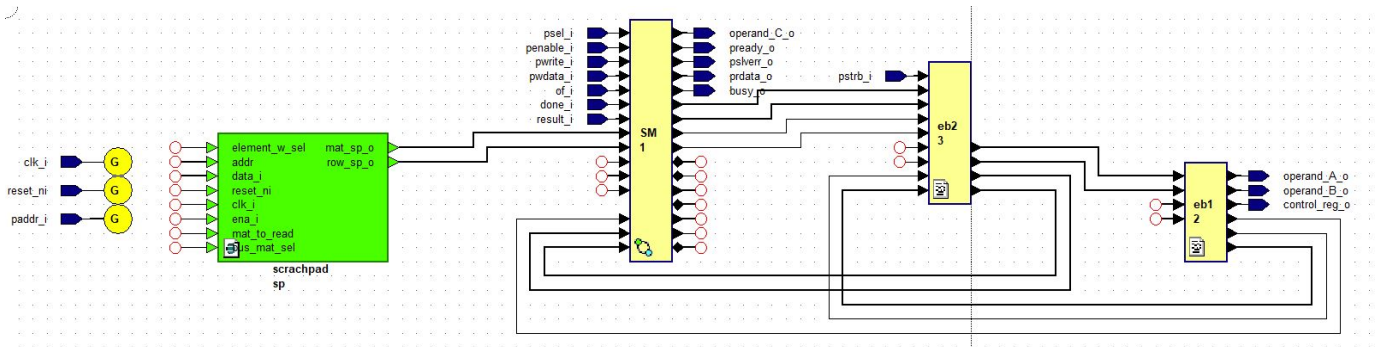 psel_i
penable_i
pwrite_i
pwdata_i
of_i
done_i
result_i
operand_C_o
pready_o
pslverr_o
prdata_o
busy_o
SM
1
pstrb_i
eb2
3
clk_i
G
reset_ni
G
paddr_i
G
element_w_sel mat_sp_o
addr row_sp_o
data_i
reset_ni
clk_i
ena_i
mat_to_read
us_mat_sel
scrachpad
sp
eb1
2
operand_A_o
operand_B_o
control_reg_o